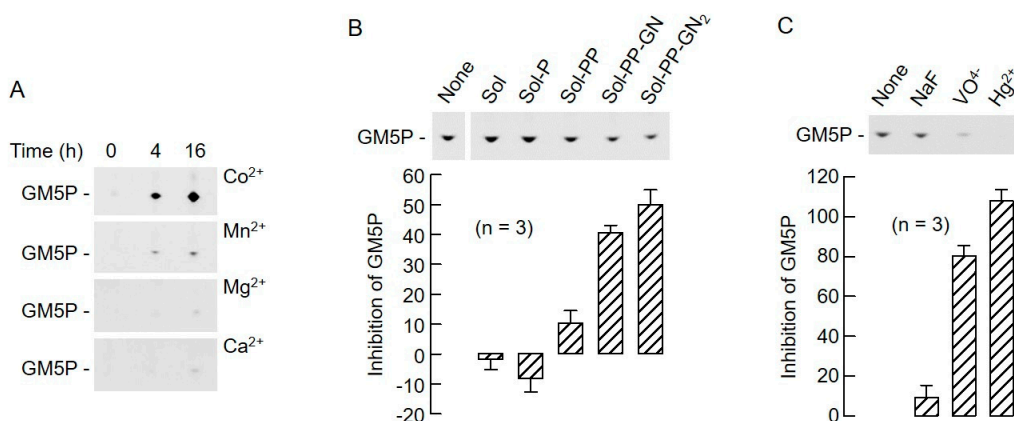 A
Time (h) 0 4 16
GM5P - Co²⁺
GM5P - Mn²⁺
GM5P - Mg²⁺
GM5P - Ca²⁺
B
None Sol Sol-P Sol-PP Sol-PP-GN Sol-PP-GN₂
GM5P -
Inhibition of GM5P
60
50
40
30
20
10
0
-10
-20
(n = 3)
C
None NaF VO⁴⁻ Hg²⁺
GM5P -
Inhibition of GM5P
120
100
80
60
40
20
0
(n = 3)